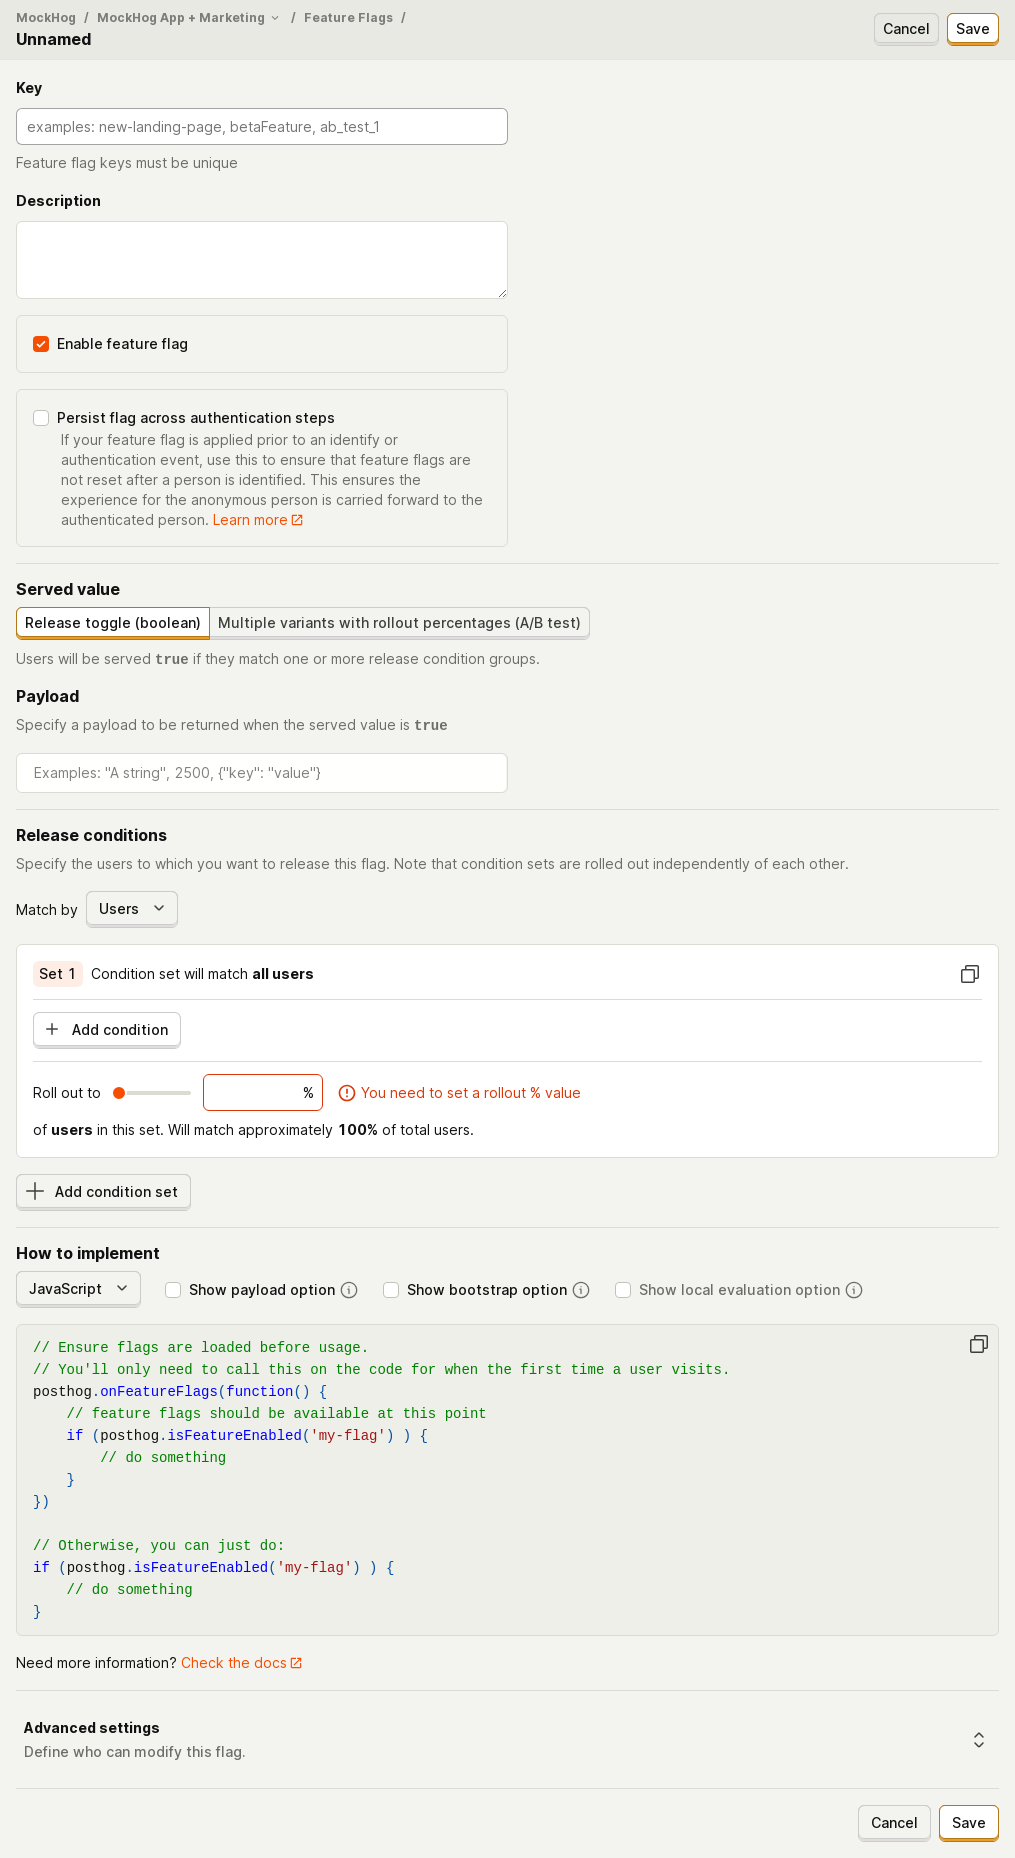 MockHog / MockHog App + Marketing / Feature Flags /
Unnamed
Cancel
Save
Key
examples: new-landing-page, betaFeature, ab_test_1
Feature flag keys must be unique
Description
Enable feature flag
Persist flag across authentication steps
If your feature flag is applied prior to an identify or
authentication event, use this to ensure that feature flags are
not reset after a person is identified. This ensures the
experience for the anonymous person is carried forward to the
authenticated person. Learn more
Served value
Release toggle (boolean)
Multiple variants with rollout percentages (A/B test)
Users will be served true if they match one or more release condition groups.
Payload
Specify a payload to be returned when the served value is true
Examples: "A string", 2500, {"key": "value"}
Release conditions
Specify the users to which you want to release this flag. Note that condition sets are rolled out independently of each other.
Match by Users
Set 1 Condition set will match all users
Add condition
Roll out to % You need to set a rollout % value
of users in this set. Will match approximately 100% of total users.
Add condition set
How to implement
JavaScript Show payload option Show bootstrap option Show local evaluation option
// Ensure flags are loaded before usage.
// You'll only need to call this on the code for when the first time a user visits.
posthog.onFeatureFlags(function() {
    // feature flags should be available at this point
    if (posthog.isFeatureEnabled('my-flag') ) {
        // do something
    }
})
// Otherwise, you can just do:
if (posthog.isFeatureEnabled('my-flag') ) {
    // do something
}
Need more information? Check the docs
Advanced settings
Define who can modify this flag.
Cancel
Save